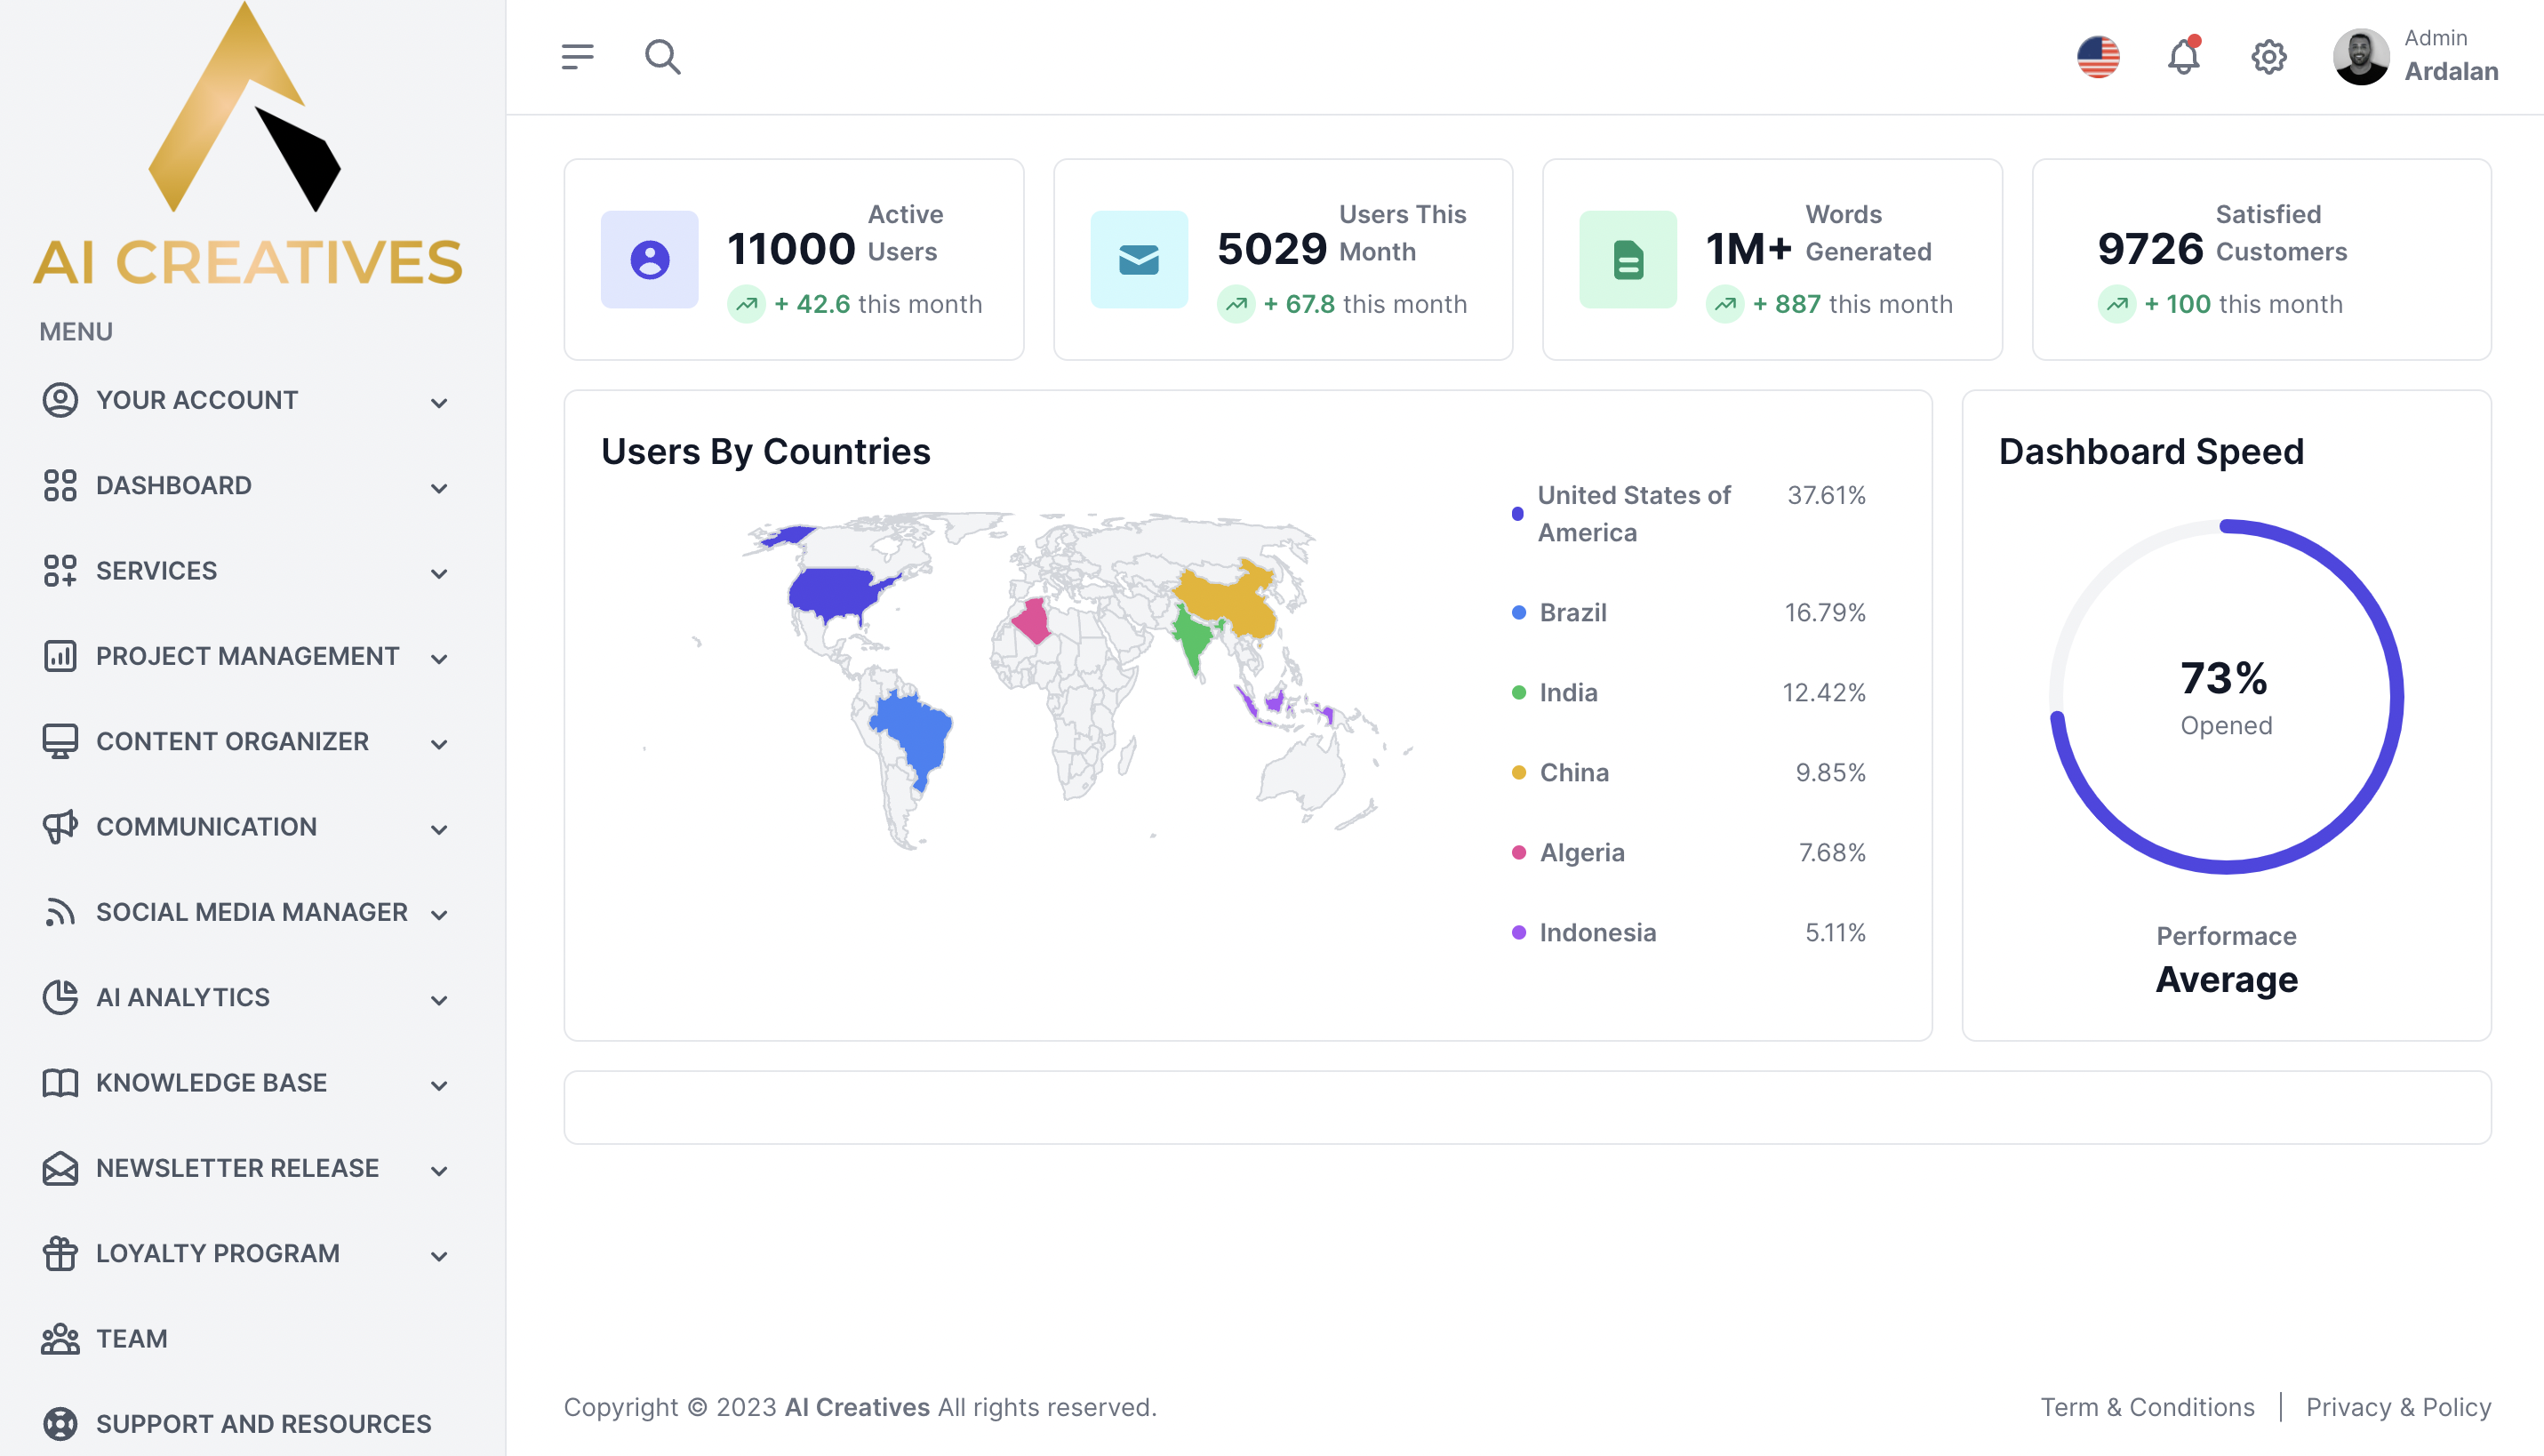 AI CREATIVES
MENU
YOUR ACCOUNT
DASHBOARD
SERVICES
PROJECT MANAGEMENT
CONTENT ORGANIZER
COMMUNICATION
SOCIAL MEDIA MANAGER
AI ANALYTICS
KNOWLEDGE BASE
NEWSLETTER RELEASE
LOYALTY PROGRAM
TEAM
SUPPORT AND RESOURCES
Admin
Ardalan
11000 Active
Users
+ 42.6 this month
5029 Users This
Month
+ 67.8 this month
1M+ Words
Generated
+ 887 this month
9726 Satisfied
Customers
+ 100 this month
Users By Countries
United States of 37.61%
America
Brazil 16.79%
India 12.42%
China 9.85%
Algeria 7.68%
Indonesia 5.11%
Dashboard Speed
73%
Opened
Performace
Average
Copyright © 2023 AI Creatives All rights reserved.
Term & Conditions | Privacy & Policy